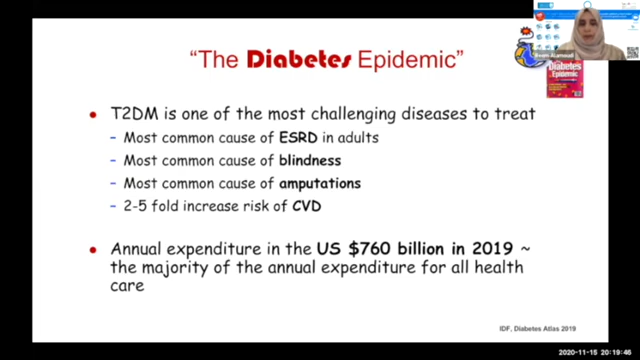 "The Diabetes Epidemic"
Diabetes
Epidemic
• T2DM is one of the most challenging diseases to treat
– Most common cause of ESRD in adults
– Most common cause of blindness
– Most common cause of amputations
– 2-5 fold increase risk of CVD
• Annual expenditure in the US $760 billion in 2019 ~
the majority of the annual expenditure for all health
care
IDF, Diabetes Atlas 2019
2020-11-15 20:19:46